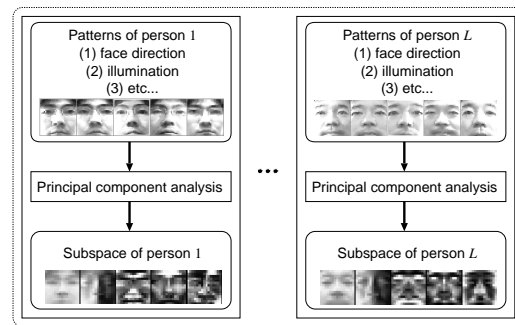 Patterns of person 1
(1) face direction
(2) illumination
(3) etc...
Principal component analysis
Subspace of person 1
...
Patterns of person L
(1) face direction
(2) illumination
(3) etc...
Principal component analysis
Subspace of person L